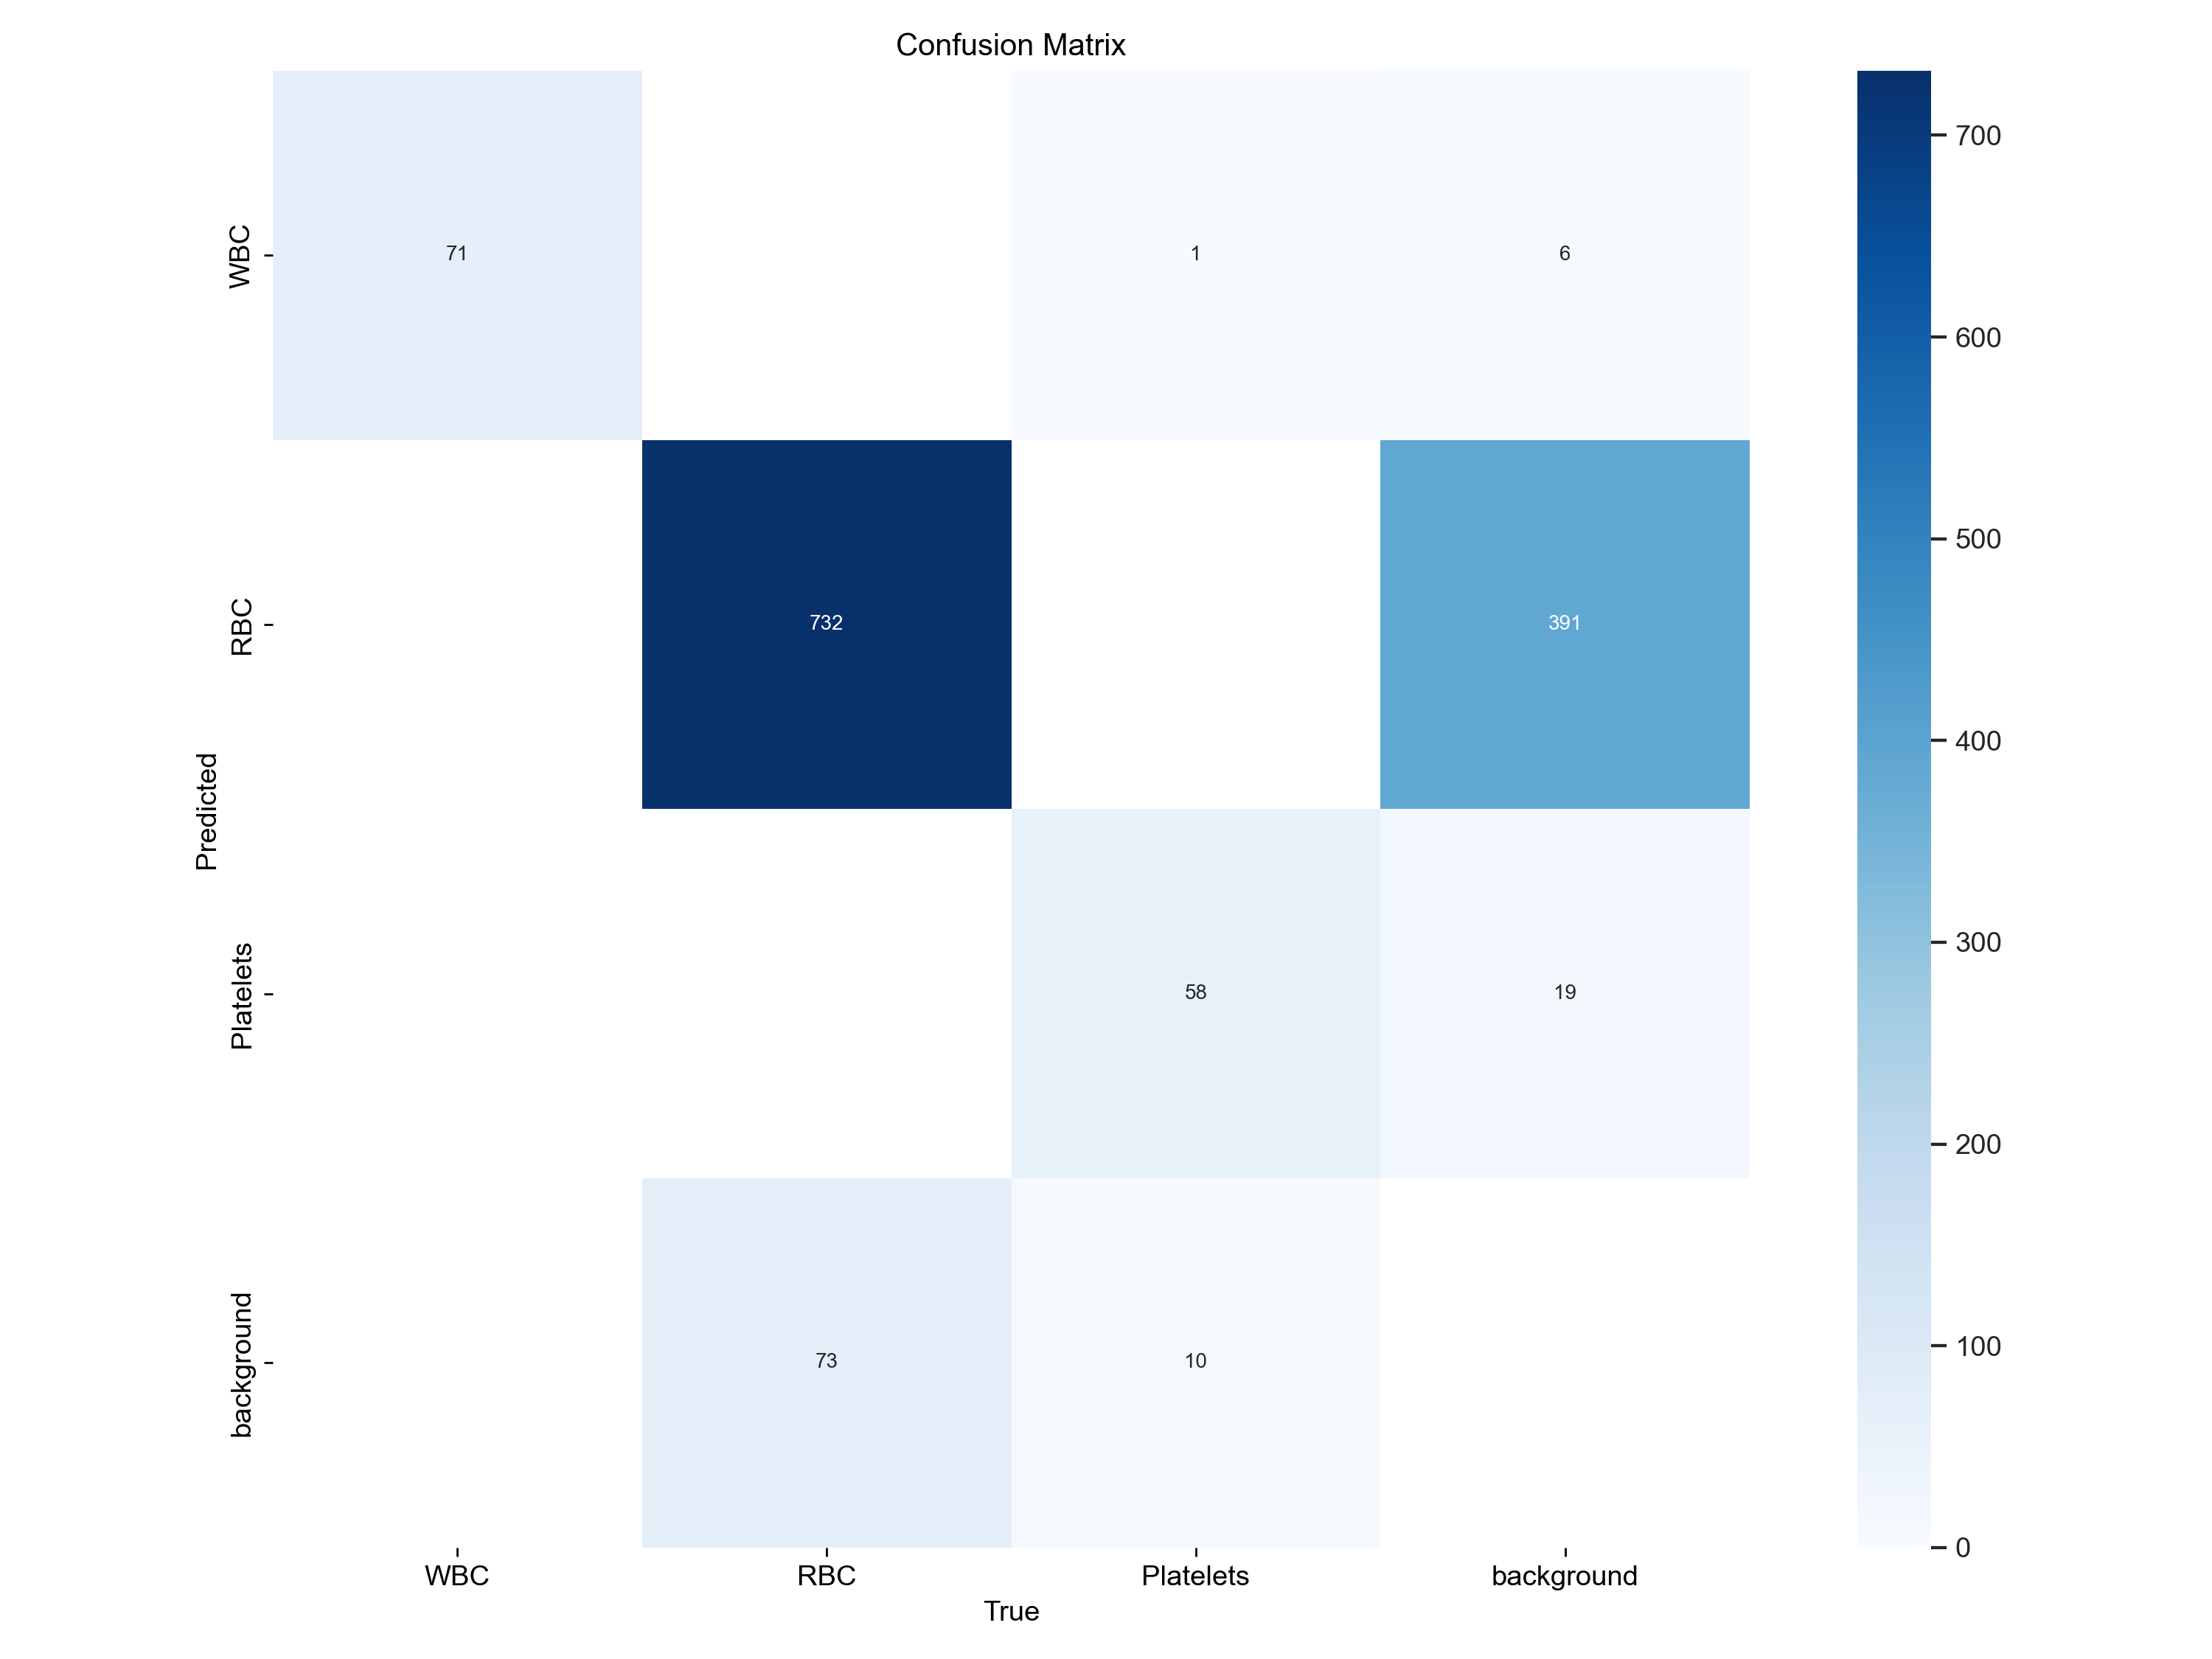 Confusion Matrix
WBC
71
1
6
RBC
732
391
Platelets
58
19
background
73
10
WBC
RBC
Platelets
background
True
Predicted
700
600
500
400
300
200
100
0